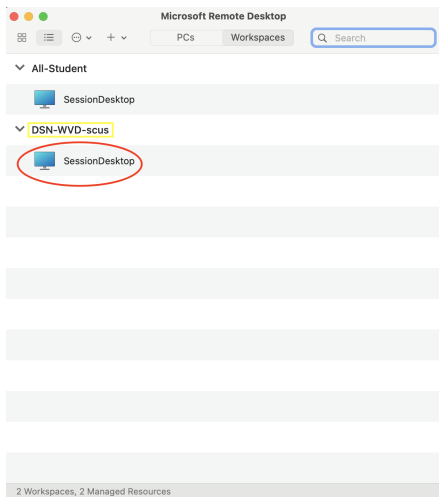 Microsoft Remote Desktop
PCs Workspaces Search
All-Student
SessionDesktop
DSN-WVD-scus
SessionDesktop
2 Workspaces, 2 Managed Resources